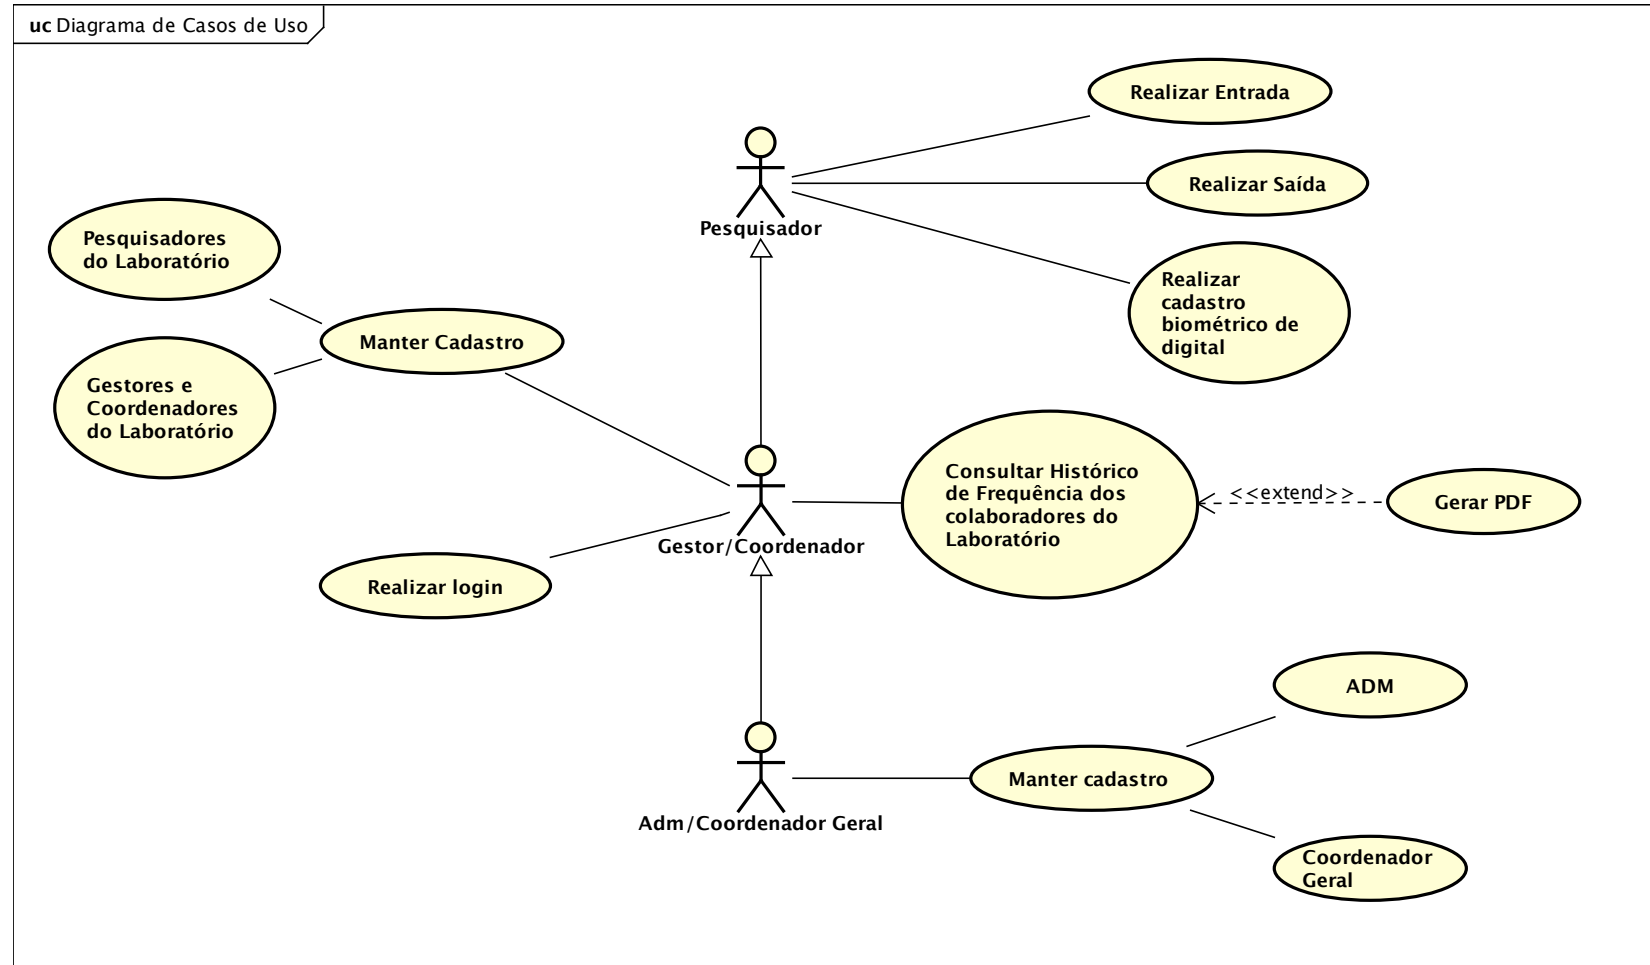 uc Diagrama de Casos de Uso
Realizar Entrada
Realizar Saída
Pesquisador
Pesquisadores
do Laboratório
Realizar
cadastro
biométrico de
digital
Manter Cadastro
Gestores e
Coordenadores
do Laboratório
Consultar Histórico
de Frequência dos
colaboradores do
Laboratório
<<extend>>
Gerar PDF
Gestor/Coordenador
Realizar login
ADM
Manter cadastro
Adm/Coordenador Geral
Coordenador
Geral